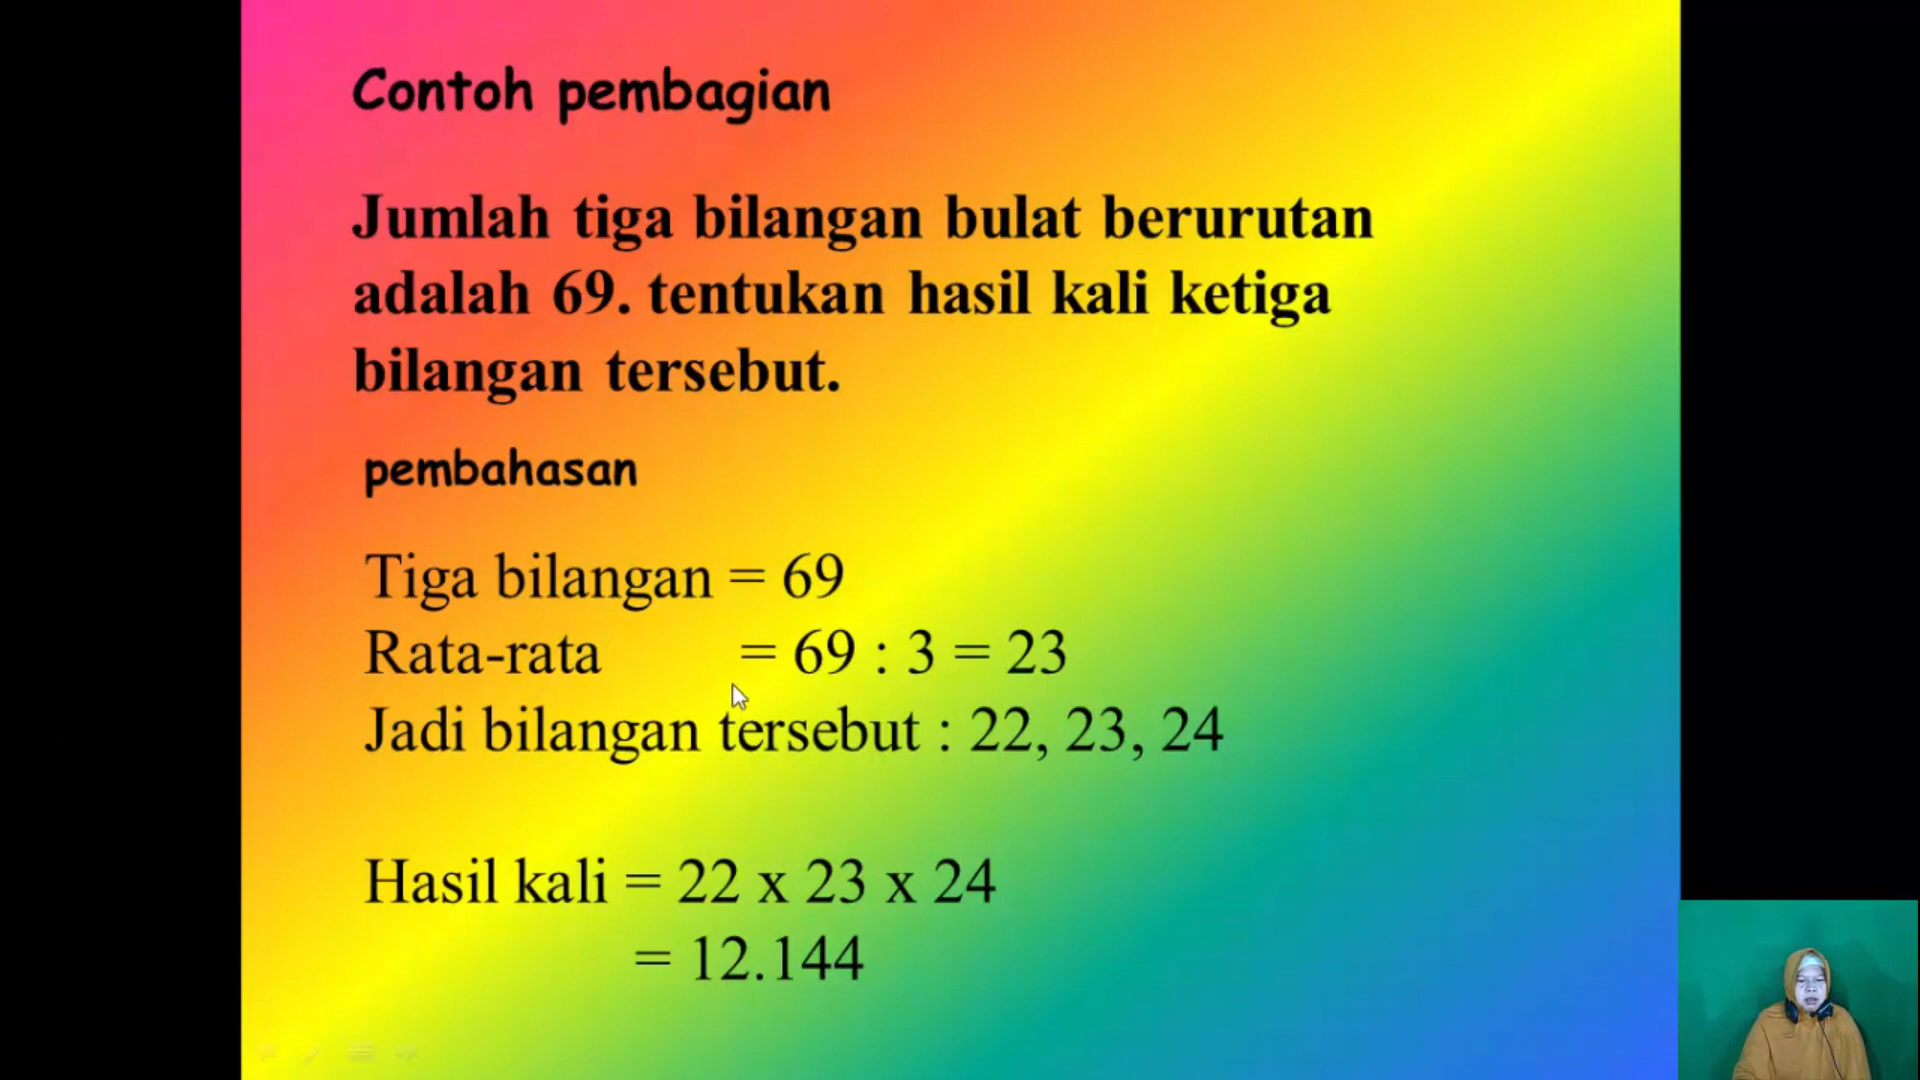 Contoh pembagian
Jumlah tiga bilangan bulat berurutan
adalah 69. tentukan hasil kali ketiga
bilangan tersebut.
pembahasan
Tiga bilangan = 69
Rata-rata = 69 : 3 = 23
Jadi bilangan tersebut : 22, 23, 24
Hasil kali = 22 x 23 x 24
= 12.144